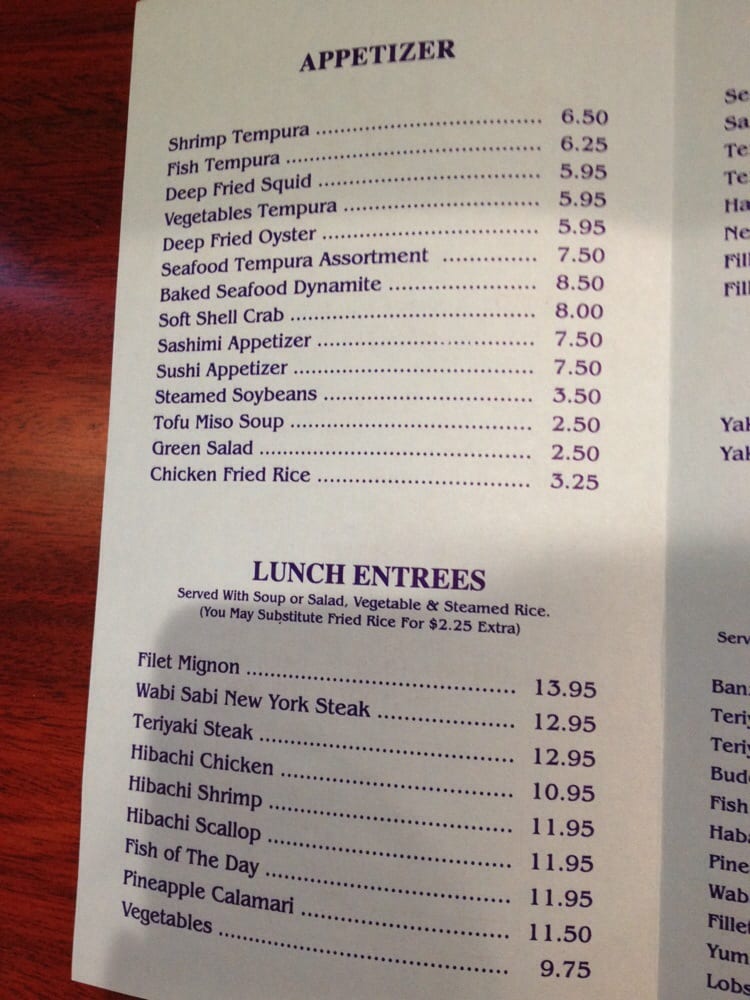 APPETIZER
Shrimp Tempura ........ 6.50
Fish Tempura ........ 6.25
Deep Fried Squid ........ 5.95
Vegetables Tempura ........ 5.95
Deep Fried Oyster ........ 5.95
Seafood Tempura Assortment ........ 7.50
Baked Seafood Dynamite ........ 8.50
Soft Shell Crab ........ 8.00
Sashimi Appetizer ........ 7.50
Sushi Appetizer ........ 7.50
Steamed Soybeans ........ 3.50
Tofu Miso Soup ........ 2.50
Green Salad ........ 2.50
Chicken Fried Rice ........ 3.25
LUNCH ENTREES
Served With Soup or Salad, Vegetable & Steamed Rice.
(You May Substitute Fried Rice For $2.25 Extra)
Filet Mignon ........ 13.95
Wabi Sabi New York Steak ........ 12.95
Teriyaki Steak ........ 12.95
Hibachi Chicken ........ 10.95
Hibachi Shrimp ........ 11.95
Hibachi Scallop ........ 11.95
Fish of The Day ........ 11.95
Pineapple Calamari ........ 11.50
Vegetables ........ 9.75
Fish